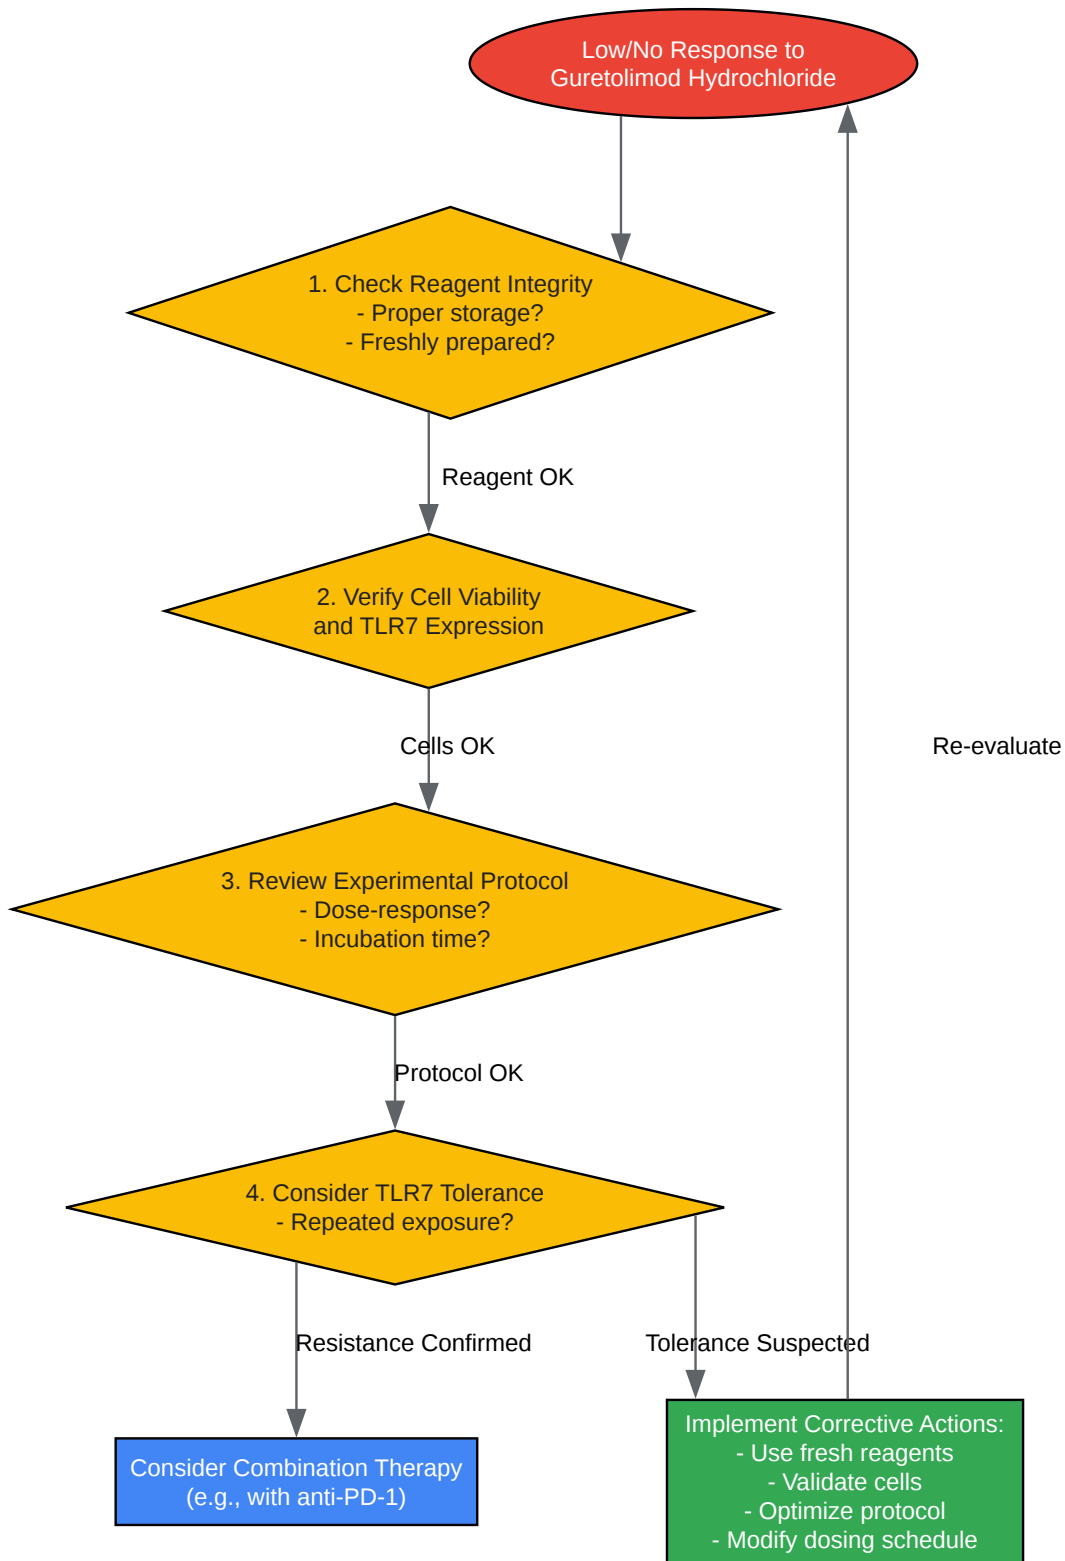 Low/No Response to
Guretolimod Hydrochloride
1. Check Reagent Integrity
- Proper storage?
- Freshly prepared?
Reagent OK
2. Verify Cell Viability
and TLR7 Expression
Cells OK
Re-evaluate
3. Review Experimental Protocol
- Dose-response?
- Incubation time?
Protocol OK
4. Consider TLR7 Tolerance
- Repeated exposure?
Resistance Confirmed
Tolerance Suspected
Consider Combination Therapy
(e.g., with anti-PD-1)
Implement Corrective Actions:
- Use fresh reagents
- Validate cells
- Optimize protocol
- Modify dosing schedule